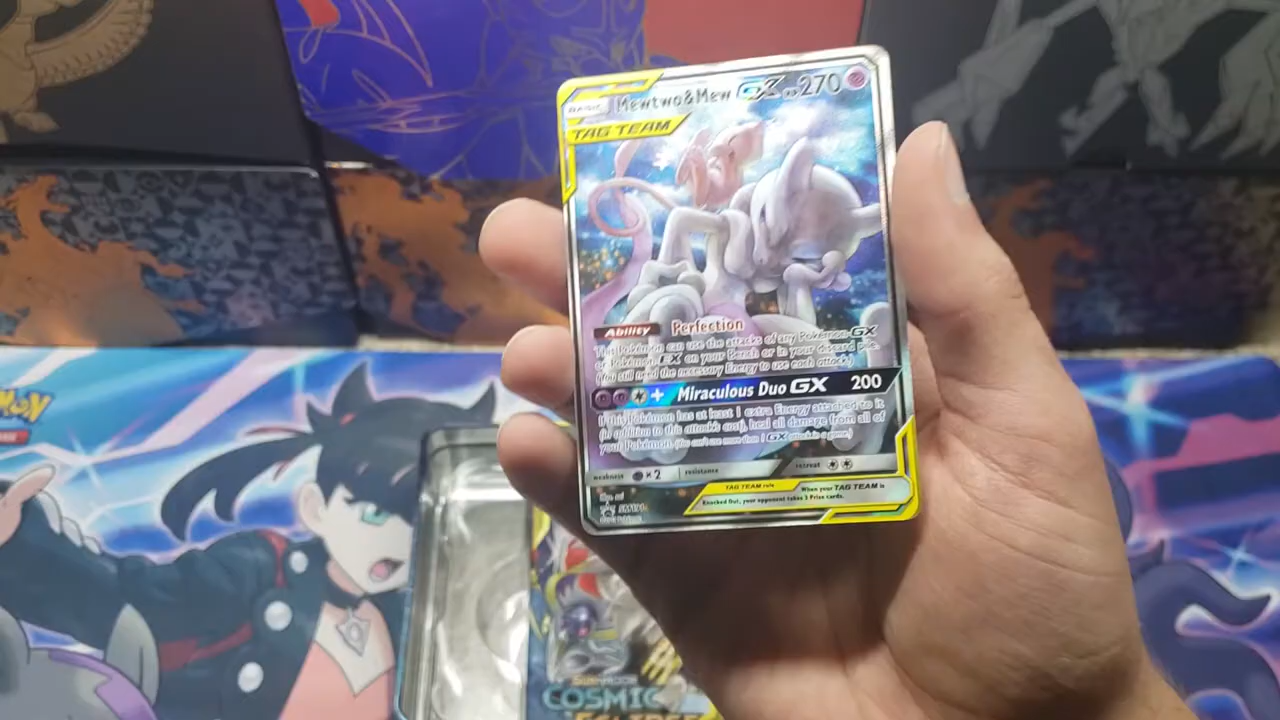 BASIC Mewtwo&Mew GX HP270
TAG TEAM
Ability Perfection
This Pokémon can use the attacks of any Pokémon-GX
or Pokémon-EX on your Bench or in your discard pile.
(You still need the necessary Energy to use each attack.)
+ Miraculous Duo GX 200
If this Pokémon has at least 1 extra Energy attached to it
(in addition to this attack's cost), heal all damage from all of
your Pokémon. (You can't use more than 1 GX attack in a game.)
weakness ×2 resistance retreat
TAG TEAM rule When your TAG TEAM is
Knocked Out, your opponent takes 3 Prize cards.
COSMIC
ECLIPSE